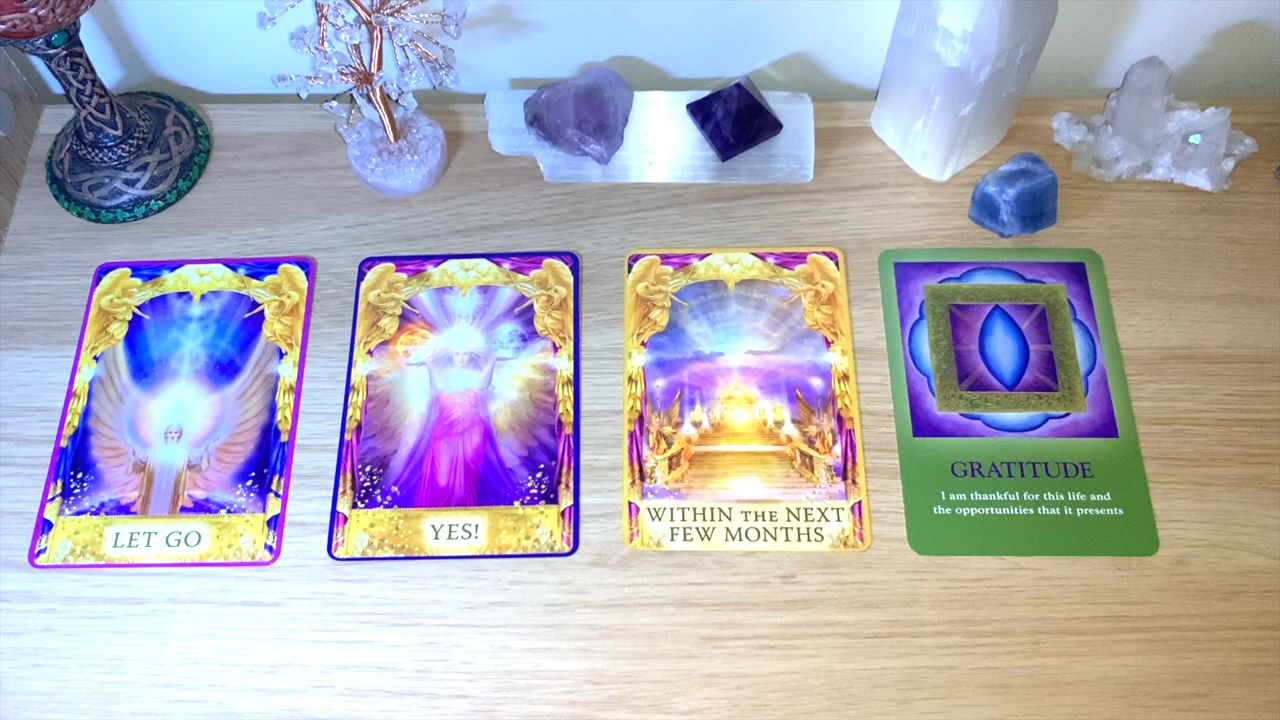 LET GO
YES!
WITHIN THE NEXT
FEW MONTHS
GRATITUDE
I am thankful for this life and
the opportunities that it presents